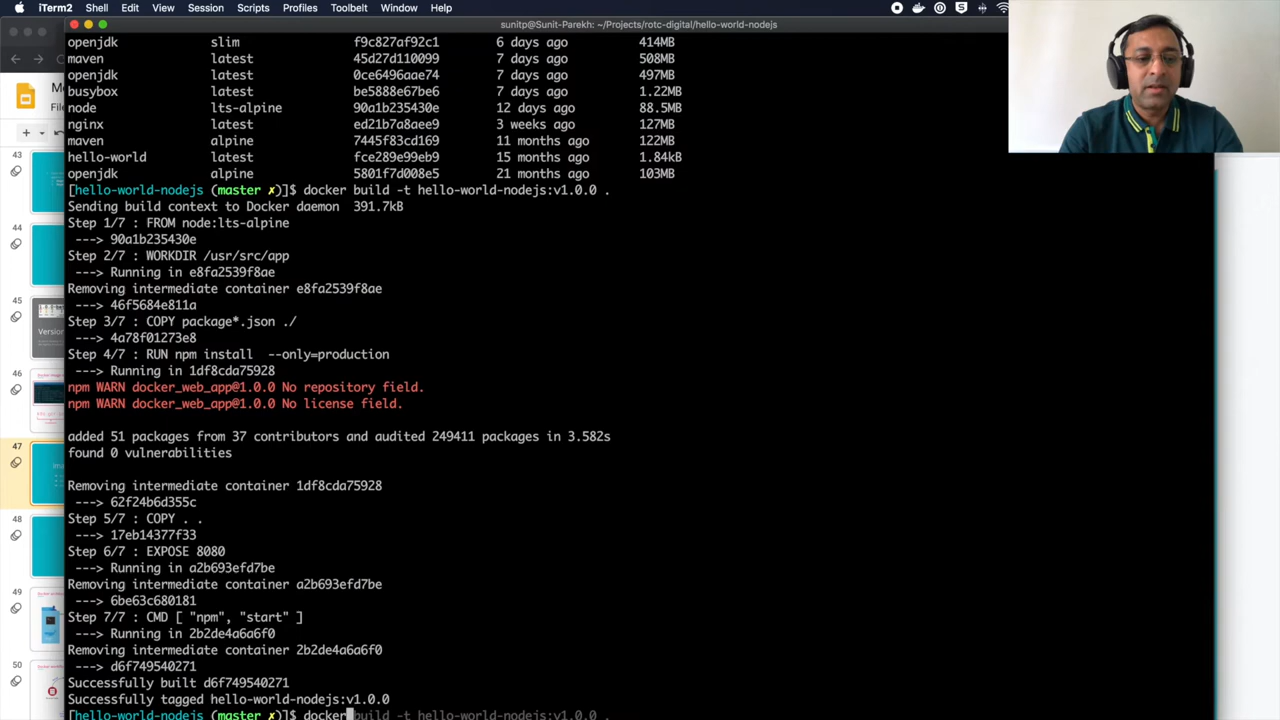 iTerm2 Shell Edit View Session Scripts Profiles Toolbelt Window Help
sunitp@Sunit-Parekh: ~/Projects/rotc-digital/hello-world-nodejs
openjdk slim f9c827af92c1 6 days ago 414MB
maven latest 45d27d110099 7 days ago 508MB
openjdk latest 0ce6496aae74 7 days ago 497MB
busybox latest be5888e67be6 7 days ago 1.22MB
node lts-alpine 90a1b235430e 12 days ago 88.5MB
nginx latest ed21b7a8aee9 3 weeks ago 127MB
maven alpine 7445f83cd169 11 months ago 122MB
hello-world latest fce289e99eb9 15 months ago 1.84kB
openjdk alpine 5801f7d008e5 21 months ago 103MB
[hello-world-nodejs (master ✗)]$ docker build -t hello-world-nodejs:v1.0.0 .
Sending build context to Docker daemon 391.7kB
Step 1/7 : FROM node:lts-alpine
---> 90a1b235430e
Step 2/7 : WORKDIR /usr/src/app
---> Running in e8fa2539f8ae
Removing intermediate container e8fa2539f8ae
---> 46f5684e811a
Step 3/7 : COPY package*.json ./
---> 4a78f01273e8
Step 4/7 : RUN npm install --only=production
---> Running in 1df8cda75928
npm WARN docker_web_app@1.0.0 No repository field.
npm WARN docker_web_app@1.0.0 No license field.
added 51 packages from 37 contributors and audited 249411 packages in 3.582s
found 0 vulnerabilities
Removing intermediate container 1df8cda75928
---> 62f24b6d355c
Step 5/7 : COPY . .
---> 17eb14377f33
Step 6/7 : EXPOSE 8080
---> Running in a2b693efd7be
Removing intermediate container a2b693efd7be
---> 6be63c680181
Step 7/7 : CMD [ "npm", "start" ]
---> Running in 2b2de4a6a6f0
Removing intermediate container 2b2de4a6a6f0
---> d6f749540271
Successfully built d6f749540271
Successfully tagged hello-world-nodejs:v1.0.0
[hello-world-nodejs (master ✗)]$ docker build -t hello-world-nodejs:v1.0.0 .
43
44
45
Version
46
47
48
49
50